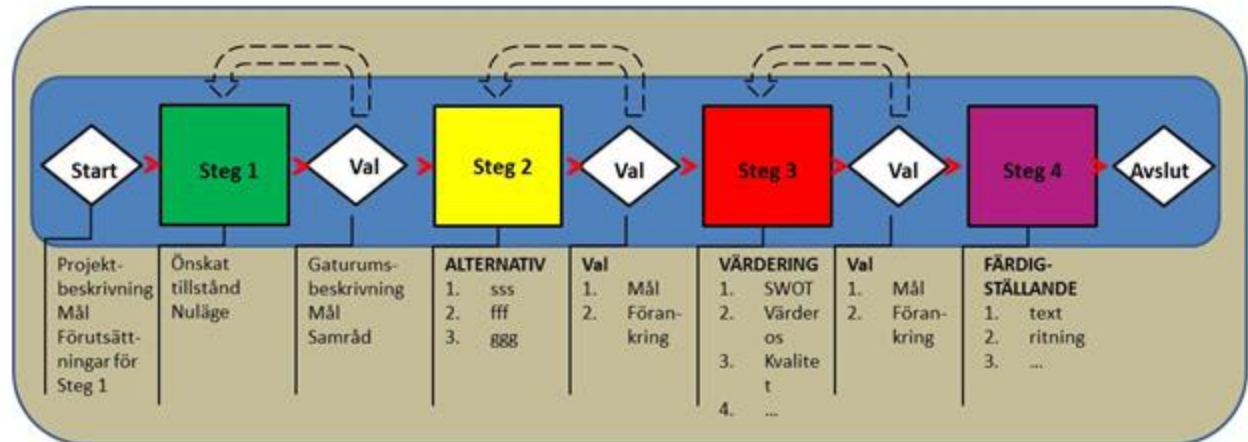 Start
Steg 1
Val
Steg 2
Val
Steg 3
Val
Steg 4
Avslut
Projekt-
beskrivning
Mål
Förutsätt-
ningar för
Steg 1
Önskat
tillstånd
Nuläge
Gaturums-
beskrivning
Mål
Samråd
ALTERNATIV
1. sss
2. fff
3. ggg
Val
1. Mål
2. Föran-
kring
VÄRDERING
1. SWOT
2. Värder
os
3. Kvalite
t
4. ...
Val
1. Mål
2. Föran-
kring
FÄRDIG-
STÄLLANDE
1. text
2. ritning
3. ...